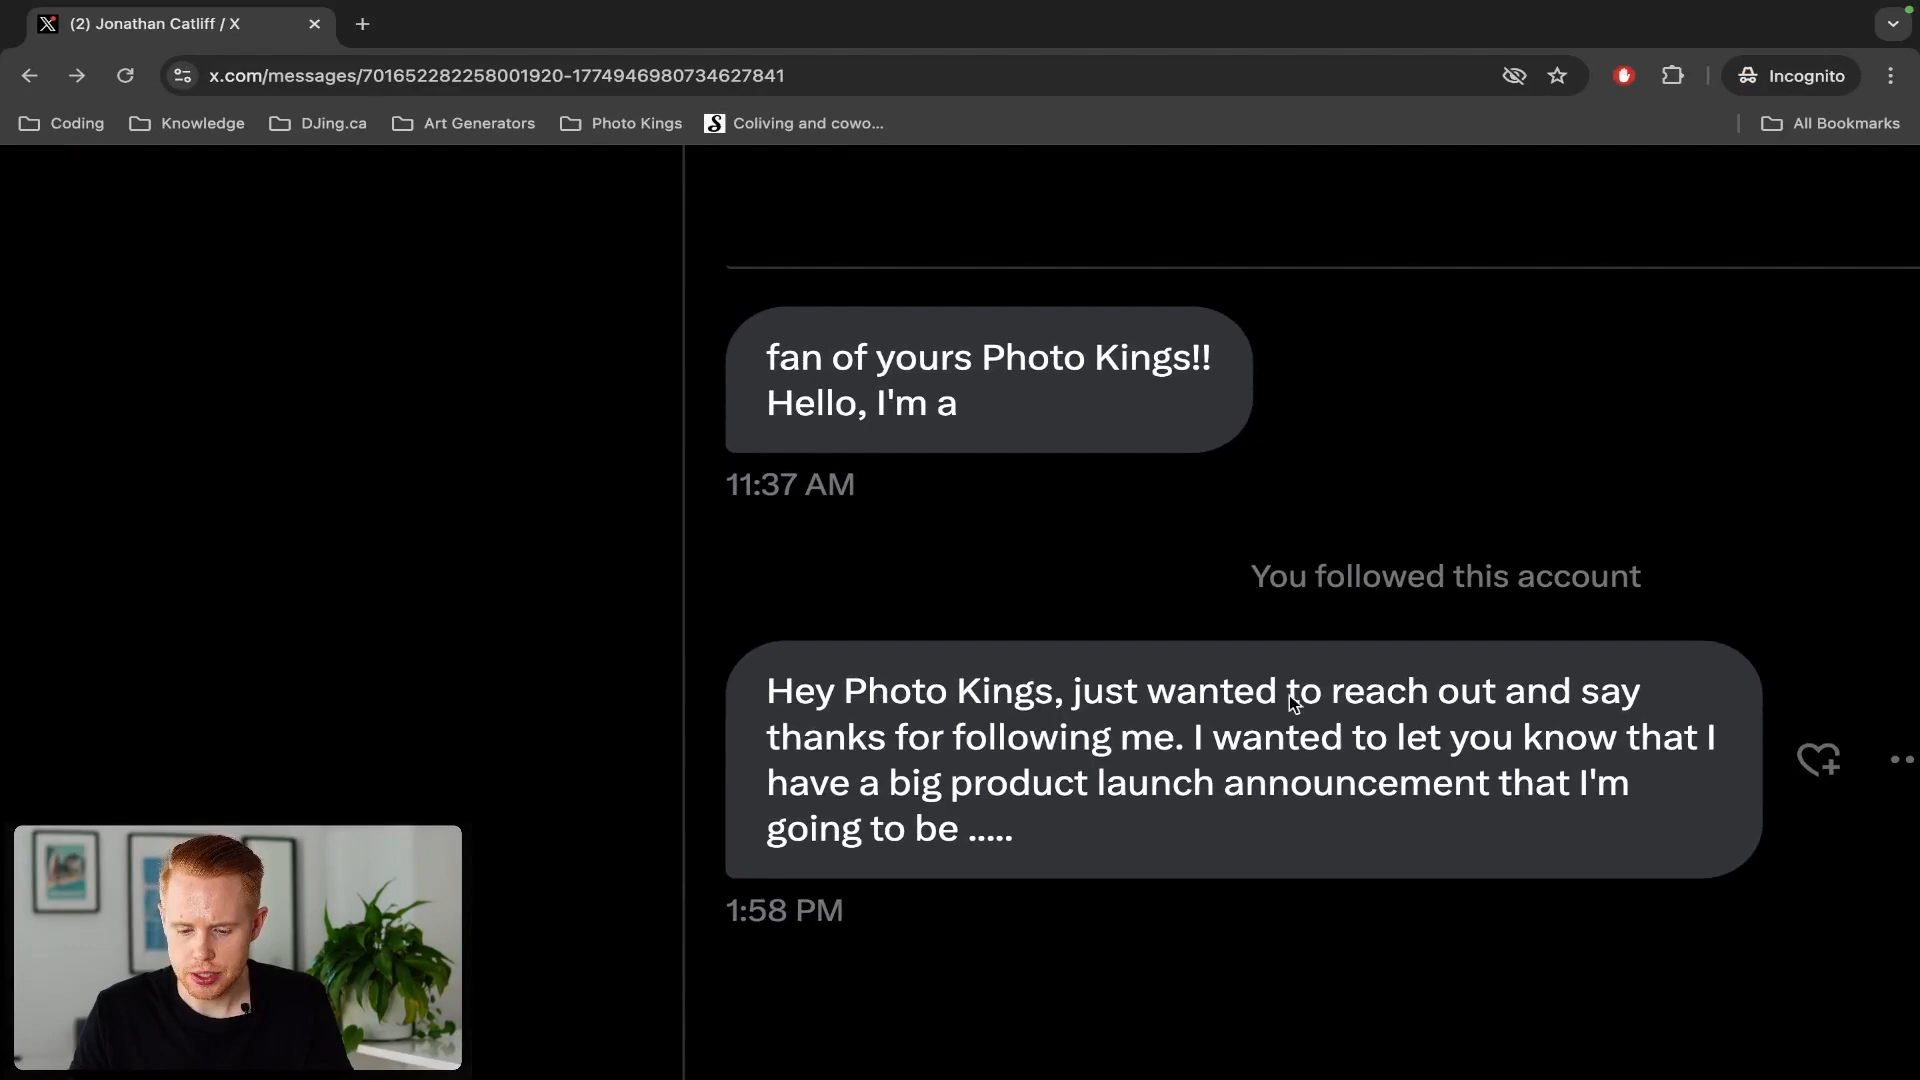 (2) Jonathan Catliff / X
x.com/messages/701652282258001920-1774946980734627841
Incognito
Coding
Knowledge
DJing.ca
Art Generators
Photo Kings
Coliving and cowo...
All Bookmarks
fan of yours Photo Kings!!
Hello, I'm a
11:37 AM
You followed this account
Hey Photo Kings, just wanted to reach out and say
thanks for following me. I wanted to let you know that I
have a big product launch announcement that I'm
going to be .....
1:58 PM